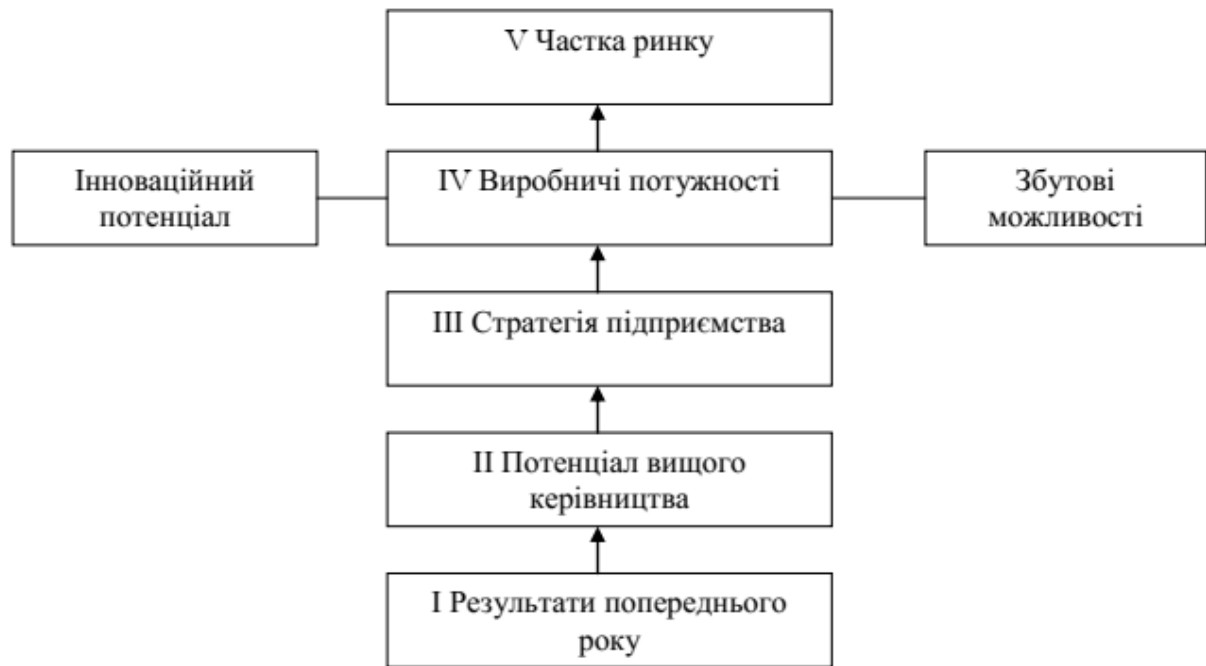 V Частка ринку
Інноваційний
потенціал
IV Виробничі потужності
Збутові
можливості
III Стратегія підприємства
II Потенціал вищого
керівництва
I Результати попереднього
року